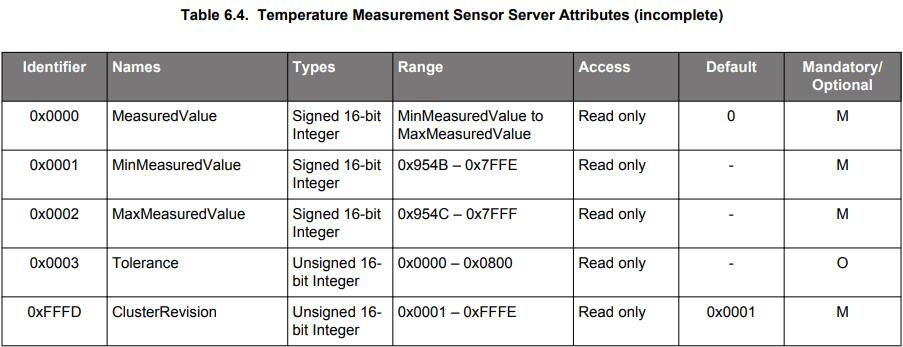 Table 6.4. Temperature Measurement Sensor Server Attributes (incomplete)
Identifier Names Types Range Access Default Mandatory/
Optional
0x0000 MeasuredValue Signed 16-bit MinMeasuredValue to Read only 0 M
Integer MaxMeasuredValue
0x0001 MinMeasuredValue Signed 16-bit 0x954B – 0x7FFE Read only - M
Integer
0x0002 MaxMeasuredValue Signed 16-bit 0x954C – 0x7FFF Read only - M
Integer
0x0003 Tolerance Unsigned 16- 0x0000 – 0x0800 Read only - O
bit Integer
0xFFFD ClusterRevision Unsigned 16- 0x0001 – 0xFFFE Read only 0x0001 M
bit Integer